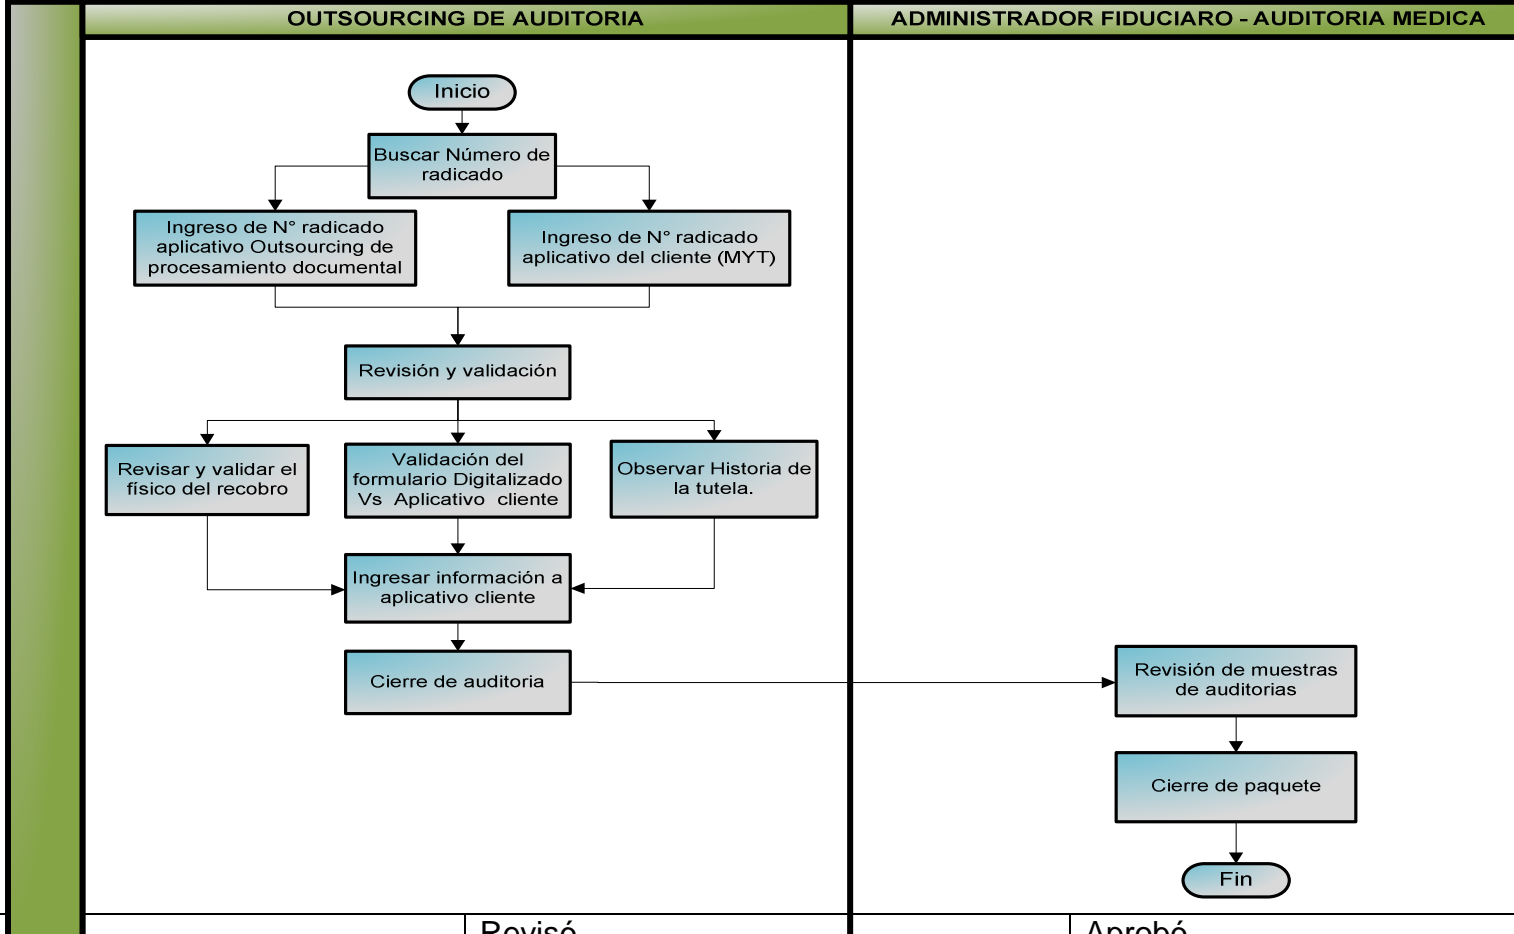 OUTSOURCING DE AUDITORIA
ADMINISTRADOR FIDUCIARO - AUDITORIA MEDICA
Inicio
Buscar Número de
radicado
Ingreso de N° radicado
aplicativo Outsourcing de
procesamiento documental
Ingreso de N° radicado
aplicativo del cliente (MYT)
Revisión y validación
Revisar y validar el
físico del recobro
Validación del
formulario Digitalizado
Vs Aplicativo cliente
Observar Historia de
la tutela.
Ingresar información a
aplicativo cliente
Cierre de auditoria
Revisión de muestras
de auditorias
Cierre de paquete
Fin
Revisó
Aprobó